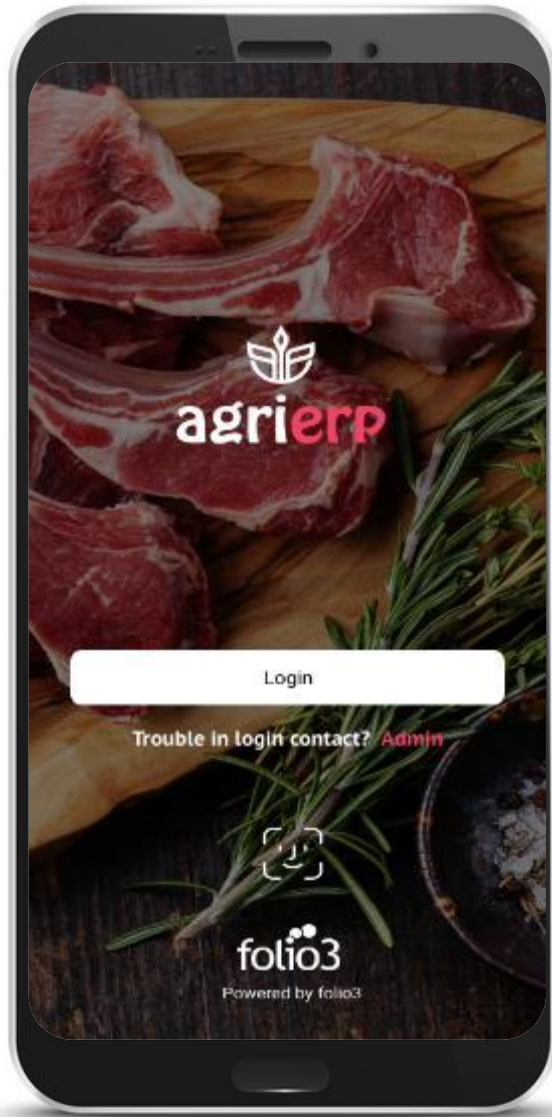 agrierp
Login
Trouble in login contact? Admin
folio3
Powered by folio3